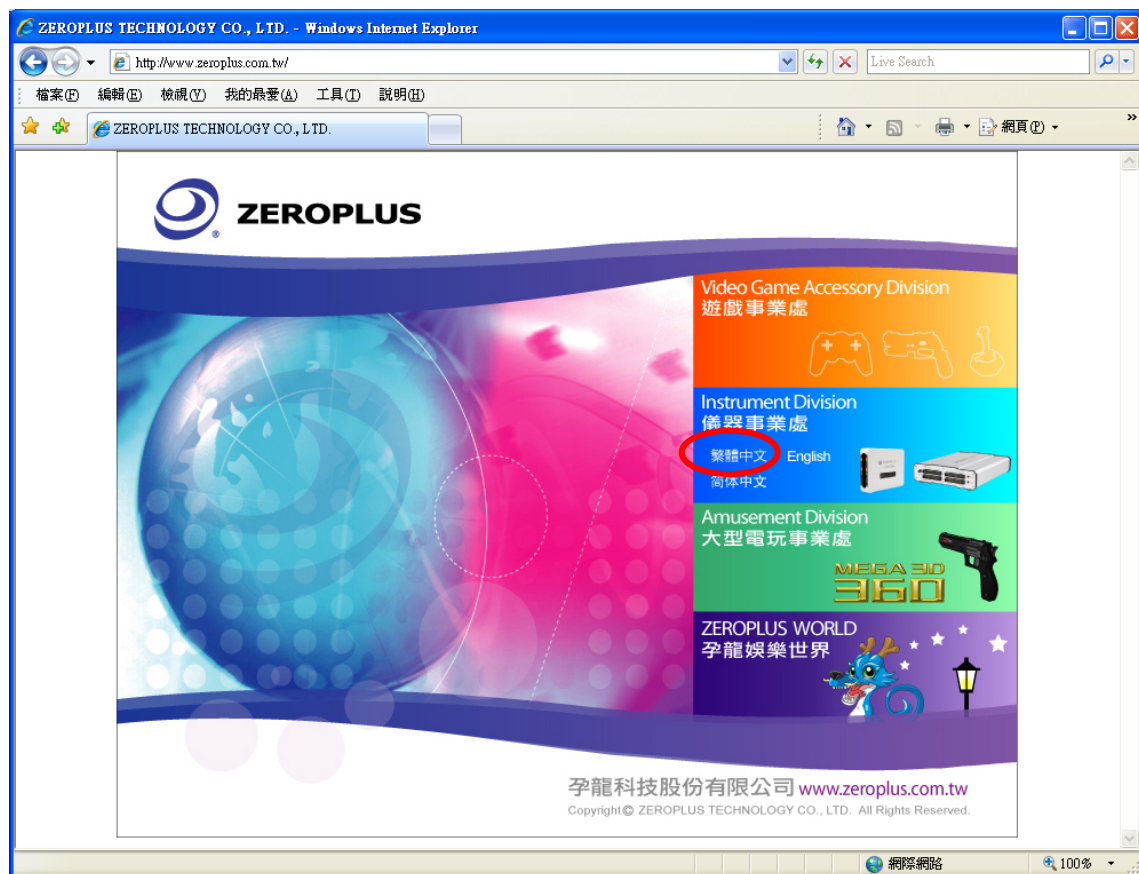 ZEROPLUS TECHNOLOGY CO., LTD. - Windows Internet Explorer
http://www.zeroplus.com.tw/
Live Search
檔案(F) 編輯(E) 檢視(V) 我的最愛(A) 工具(T) 說明(H)
ZEROPLUS TECHNOLOGY CO., LTD.
網頁(P)
ZEROPLUS
Video Game Accessory Division
遊戲事業處
Instrument Division
儀器事業處
繁體中文 English
简体中文
Amusement Division
大型電玩事業處
MEGA 3D
360
ZEROPLUS WORLD
孕龍娛樂世界
孕龍科技股份有限公司 www.zeroplus.com.tw
Copyright© ZEROPLUS TECHNOLOGY CO., LTD. All Rights Reserved.
網際網路 100%